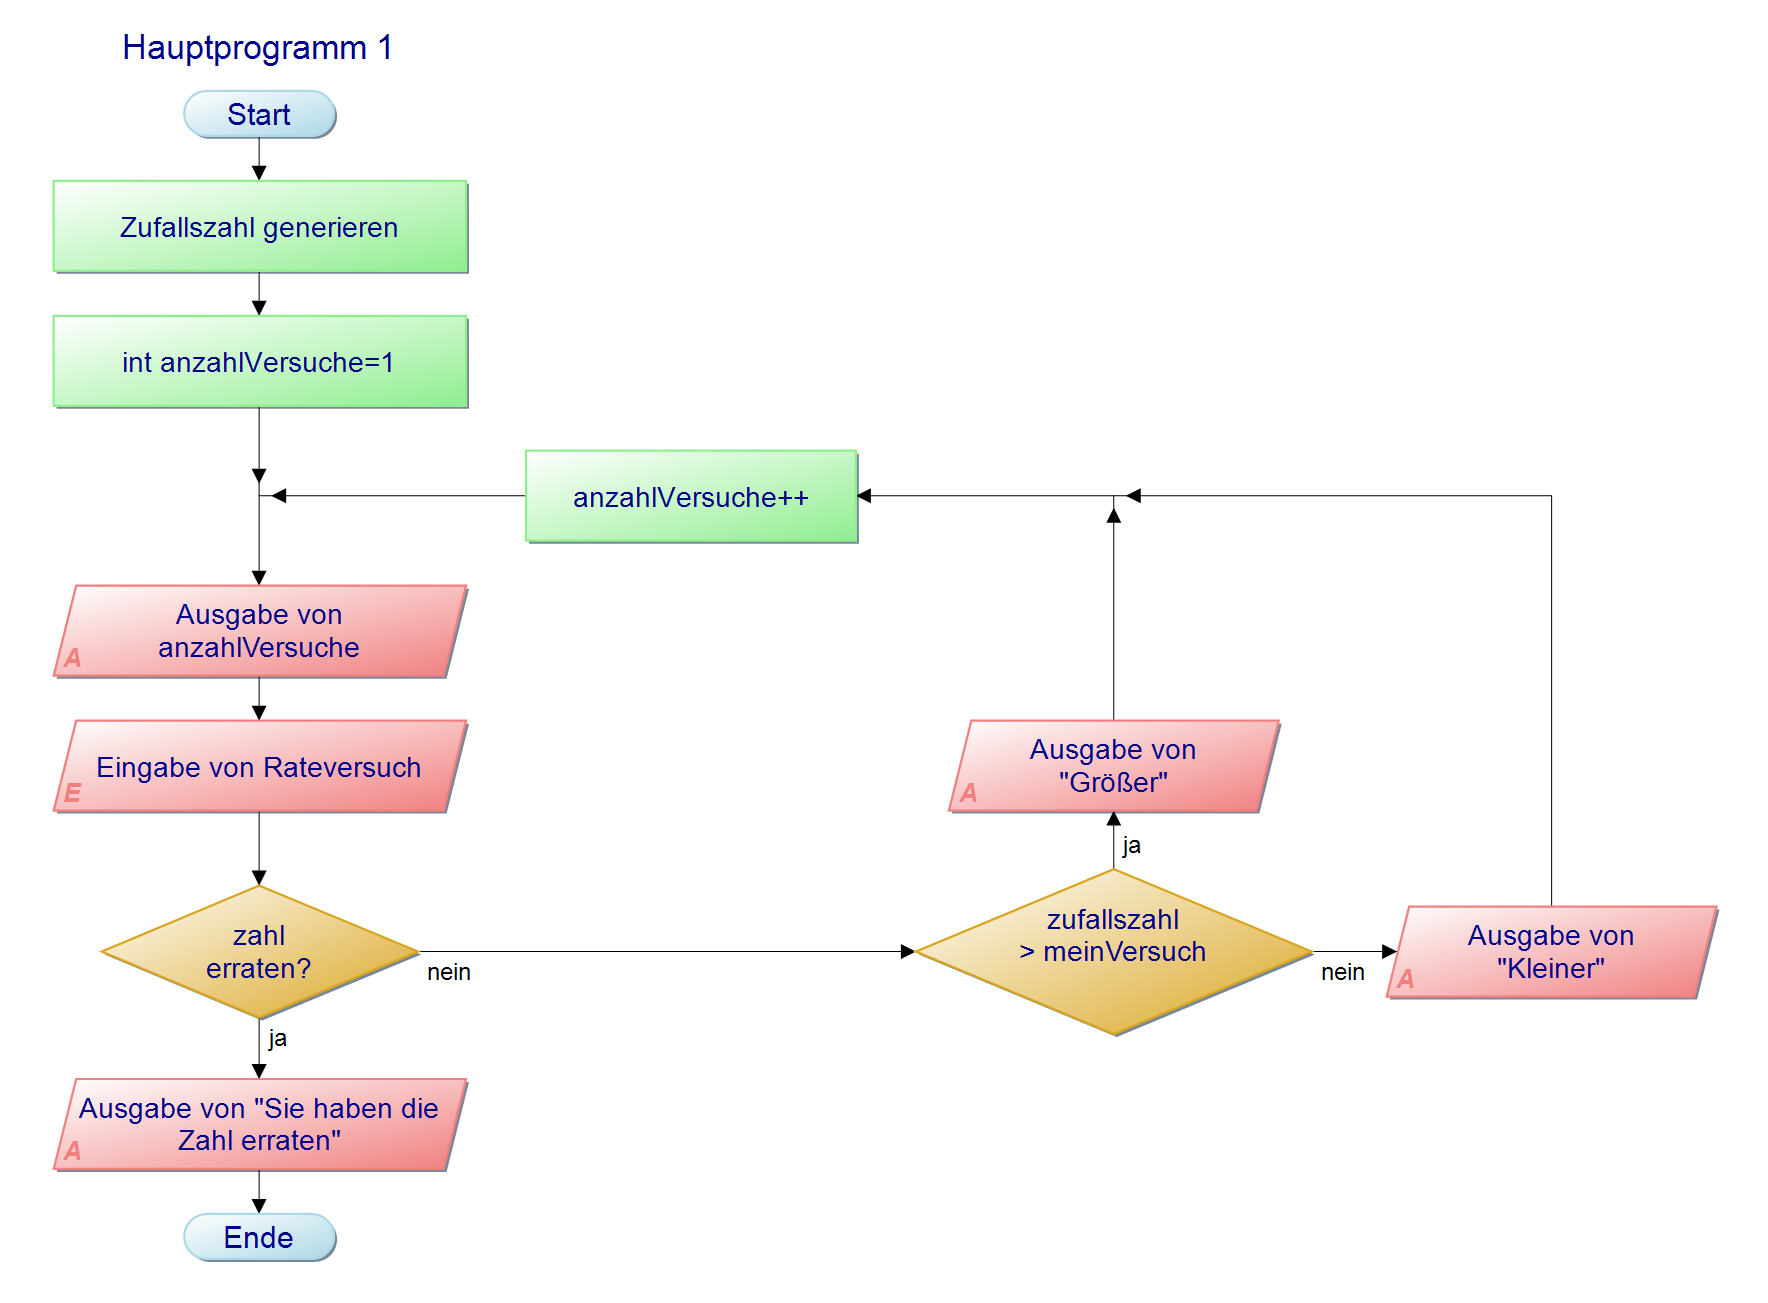 Hauptprogramm 1
Start
Zufallszahl generieren
int anzahlVersuche=1
anzahlVersuche++
Ausgabe von
anzahlVersuche
A
Eingabe von Rateversuch
E
zahl
erraten?
nein
ja
zufallszahl
> meinVersuch
ja
Ausgabe von
"Größer"
A
nein
Ausgabe von
"Kleiner"
A
Ausgabe von "Sie haben die
Zahl erraten"
A
Ende